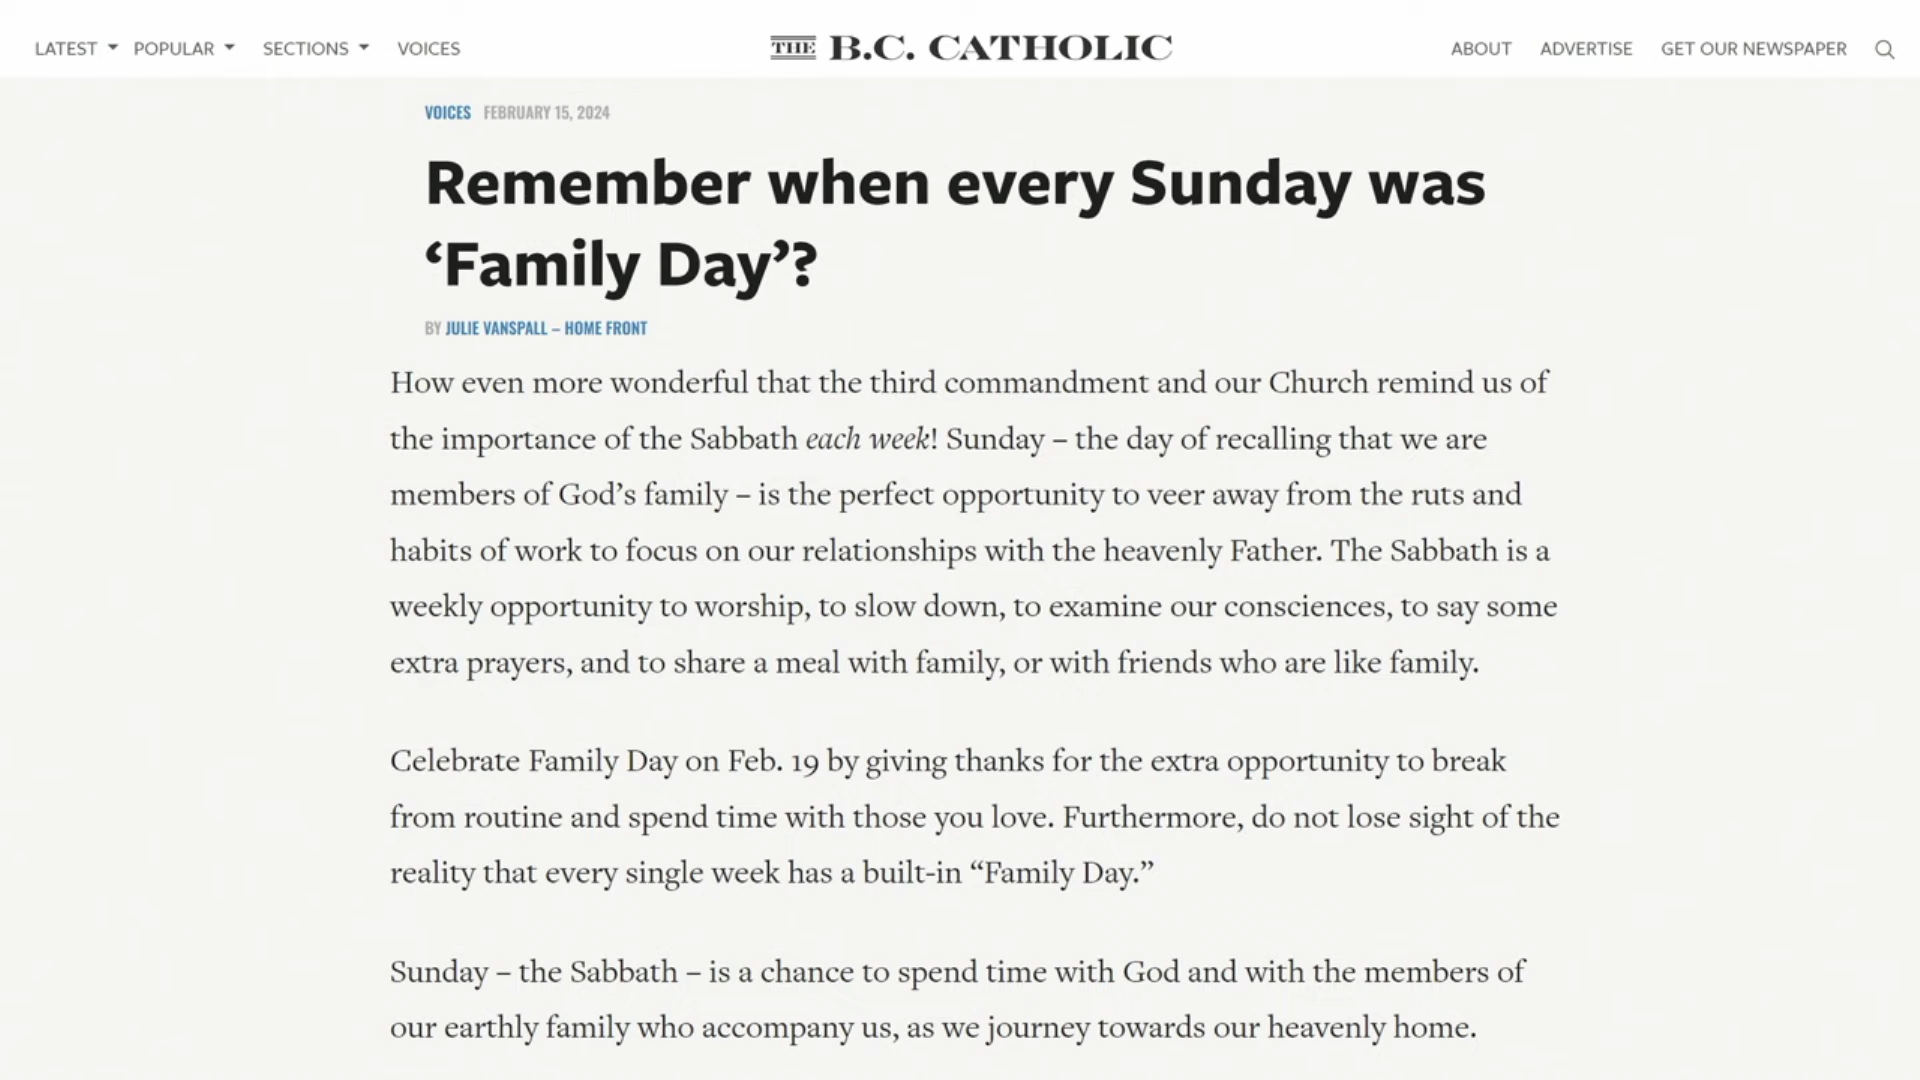 LATEST POPULAR SECTIONS VOICES THE B.C. CATHOLIC ABOUT ADVERTISE GET OUR NEWSPAPER
VOICES FEBRUARY 15, 2024
Remember when every Sunday was
‘Family Day’?
BY JULIE VANSPALL – HOME FRONT
How even more wonderful that the third commandment and our Church remind us of
the importance of the Sabbath each week! Sunday – the day of recalling that we are
members of God’s family – is the perfect opportunity to veer away from the ruts and
habits of work to focus on our relationships with the heavenly Father. The Sabbath is a
weekly opportunity to worship, to slow down, to examine our consciences, to say some
extra prayers, and to share a meal with family, or with friends who are like family.
Celebrate Family Day on Feb. 19 by giving thanks for the extra opportunity to break
from routine and spend time with those you love. Furthermore, do not lose sight of the
reality that every single week has a built-in “Family Day.”
Sunday – the Sabbath – is a chance to spend time with God and with the members of
our earthly family who accompany us, as we journey towards our heavenly home.